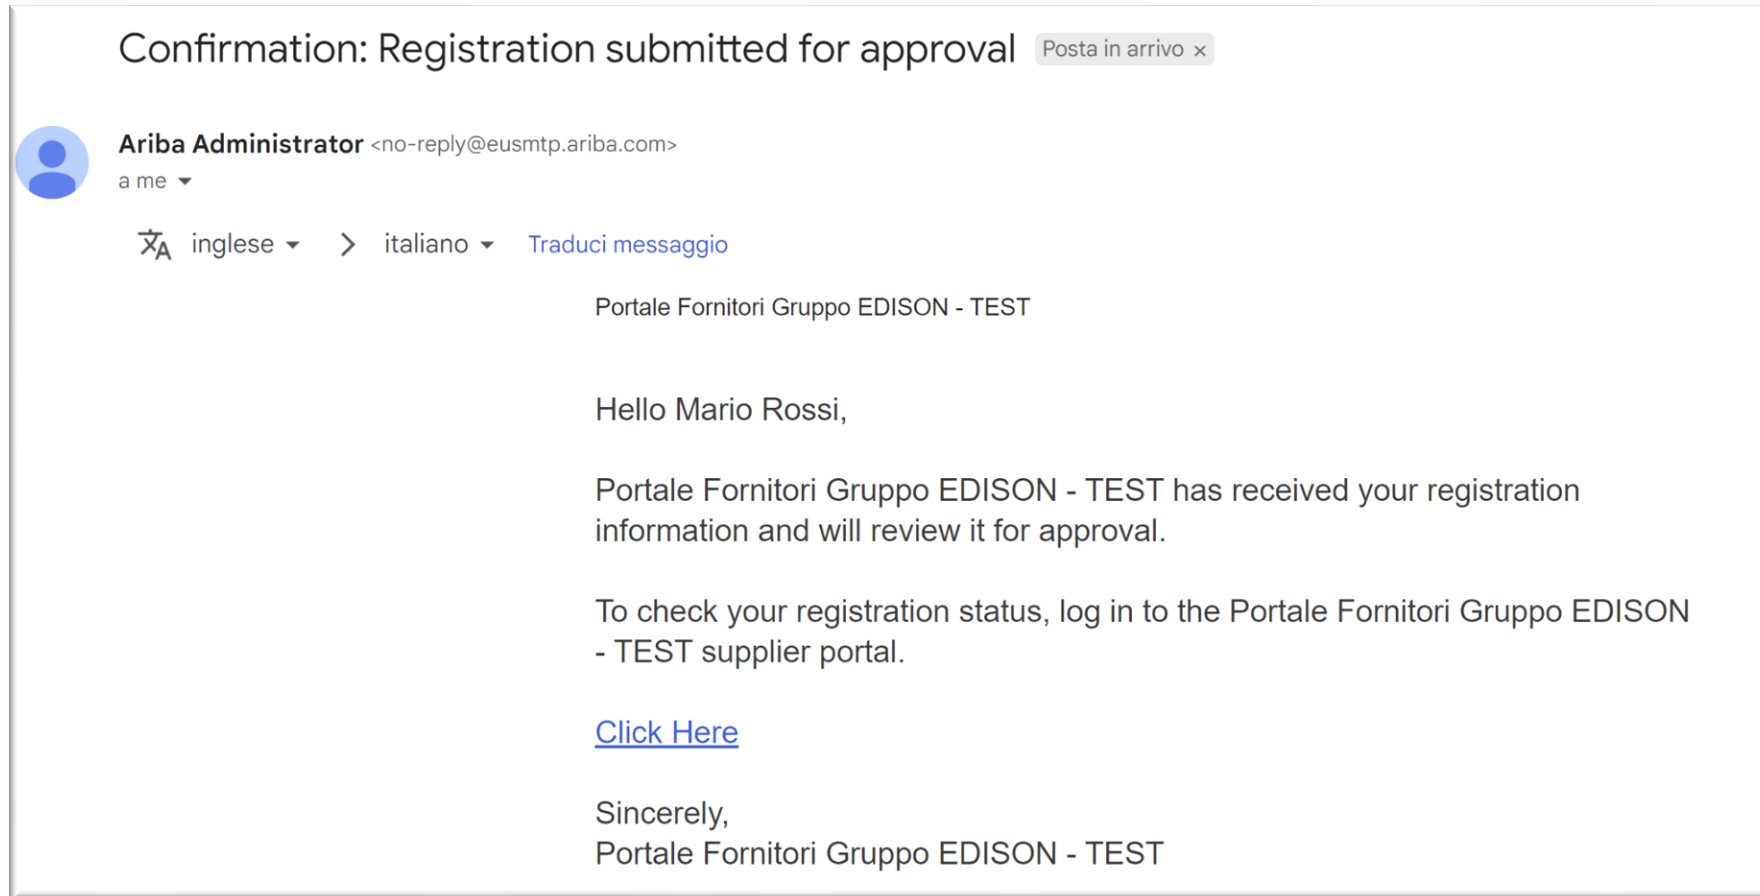 Confirmation: Registration submitted for approval Posta in arrivo ×
Ariba Administrator <no-reply@eusmtp.ariba.com>
a me
inglese > italiano Traduci messaggio
Portale Fornitori Gruppo EDISON - TEST
Hello Mario Rossi,
Portale Fornitori Gruppo EDISON - TEST has received your registration
information and will review it for approval.
To check your registration status, log in to the Portale Fornitori Gruppo EDISON
- TEST supplier portal.
Click Here
Sincerely,
Portale Fornitori Gruppo EDISON - TEST